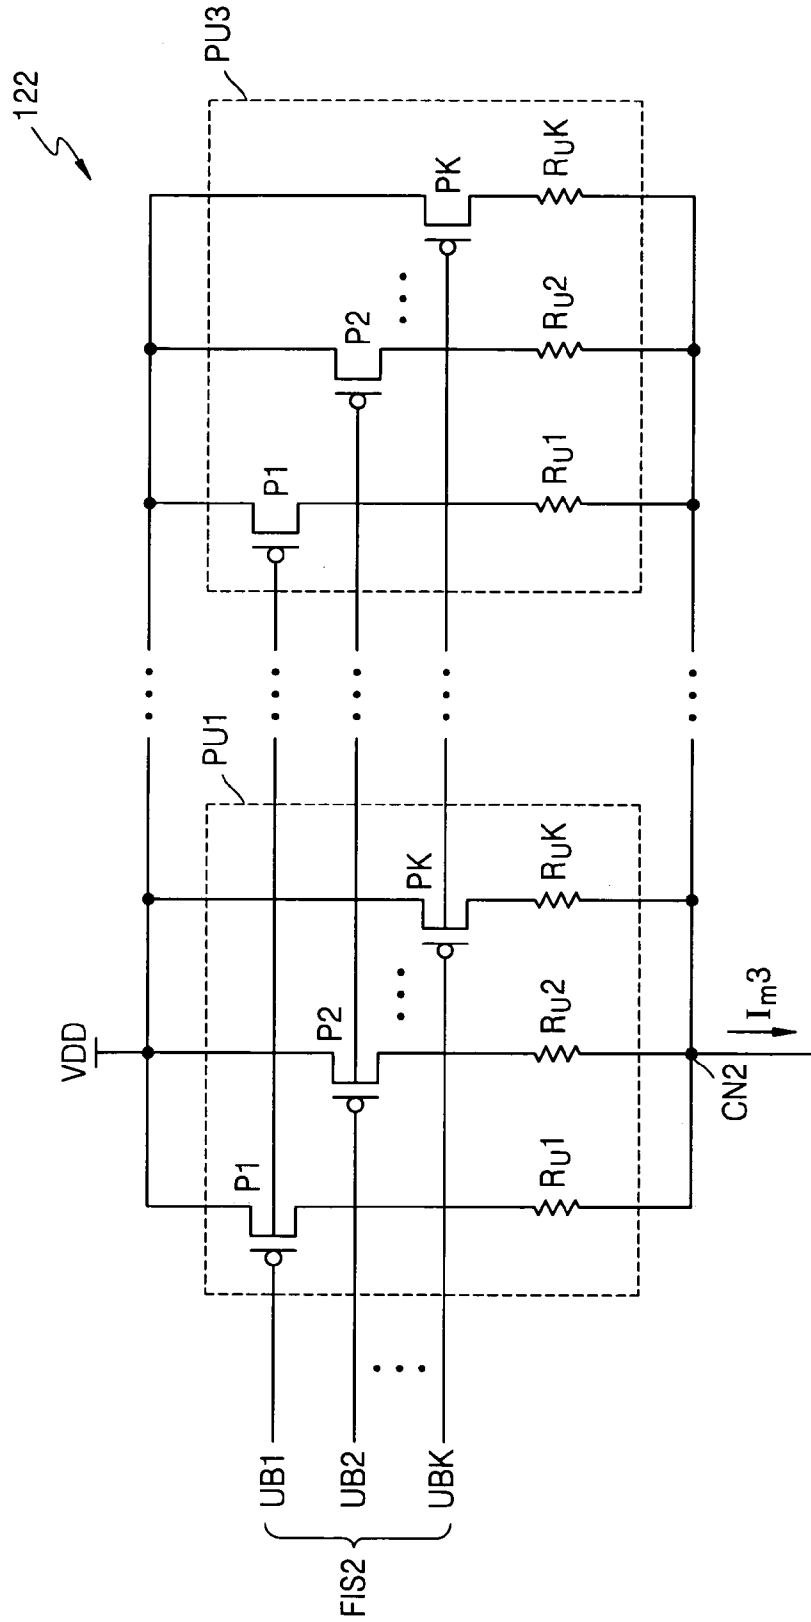 122
VDD
PU1
PU3
P1
P2
PK
P1
P2
PK
UB1
UB2
UBK
FIS2
RU1
RU2
RUK
RU1
RU2
RUK
CN2
Im3